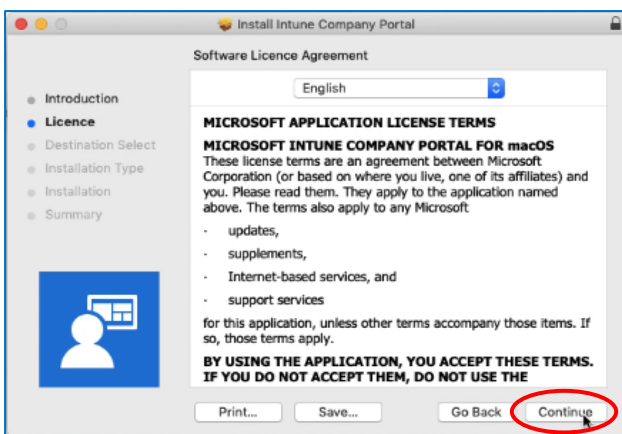 Install Intune Company Portal
Software Licence Agreement
English
Introduction
Licence
Destination Select
Installation Type
Installation
Summary
MICROSOFT APPLICATION LICENSE TERMS
MICROSOFT INTUNE COMPANY PORTAL FOR macOS
These license terms are an agreement between Microsoft
Corporation (or based on where you live, one of its affiliates) and
you. Please read them. They apply to the application named
above. The terms also apply to any Microsoft
· updates,
· supplements,
· Internet-based services, and
· support services
for this application, unless other terms accompany those items. If
so, those terms apply.
BY USING THE APPLICATION, YOU ACCEPT THESE TERMS.
IF YOU DO NOT ACCEPT THEM, DO NOT USE THE
Print... Save... Go Back Continue